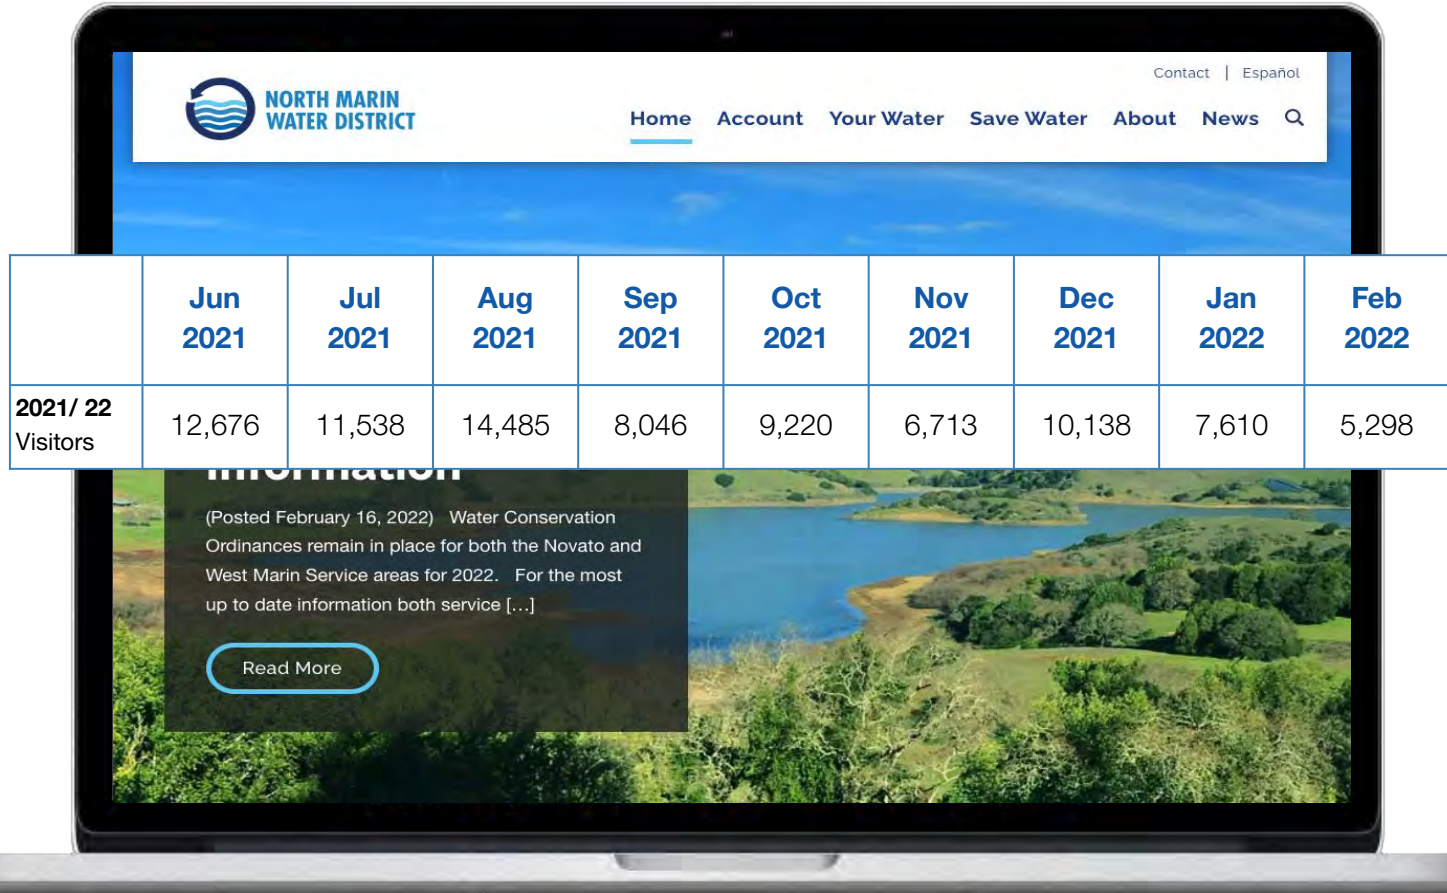 NORTH MARIN
WATER DISTRICT
Contact | Español
Home Account Your Water Save Water About News
Jun 2021 Jul 2021 Aug 2021 Sep 2021 Oct 2021 Nov 2021 Dec 2021 Jan 2022 Feb 2022
2021/ 22 Visitors 12,676 11,538 14,485 8,046 9,220 6,713 10,138 7,610 5,298
Information
(Posted February 16, 2022) Water Conservation
Ordinances remain in place for both the Novato and
West Marin Service areas for 2022. For the most
up to date information both service […]
Read More